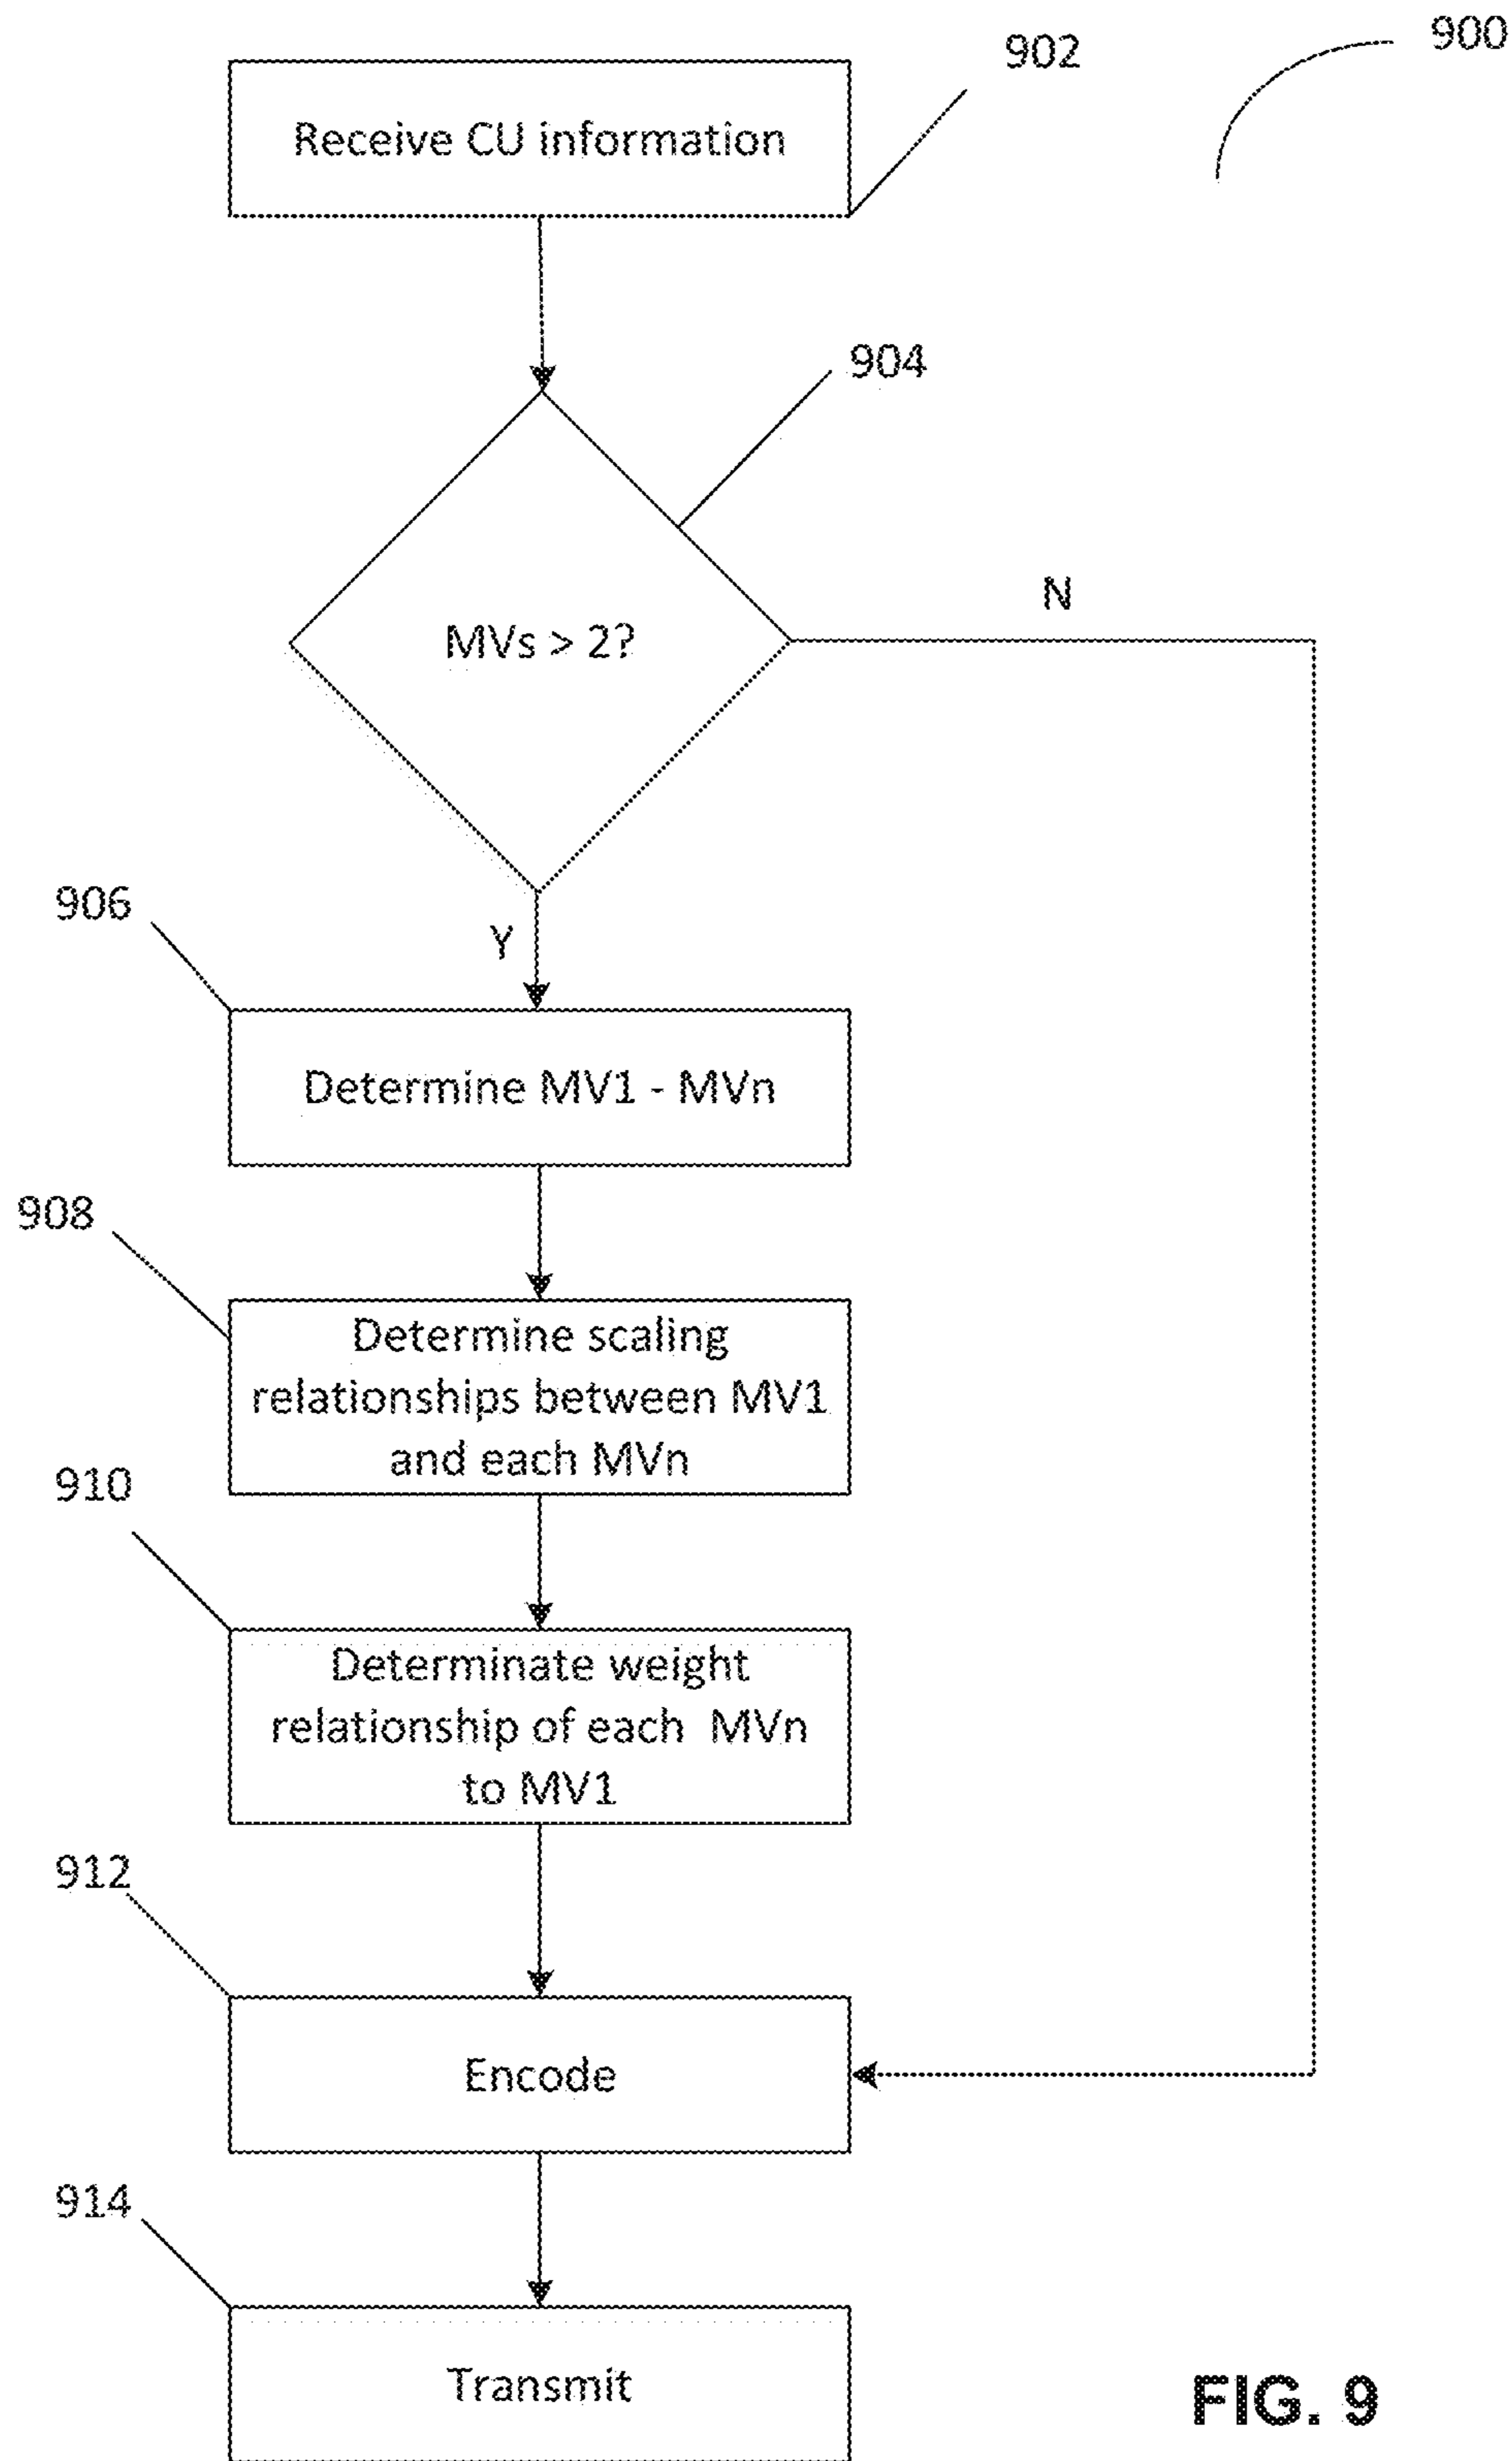 900
902
Receive CU information
904
MVs > 2?
N
Y
906
Determine MV1 - MVn
908
Determine scaling
relationships between MV1
and each MVn
910
Determinate weight
relationship of each MVn
to MV1
912
Encode
914
Transmit
FIG. 9